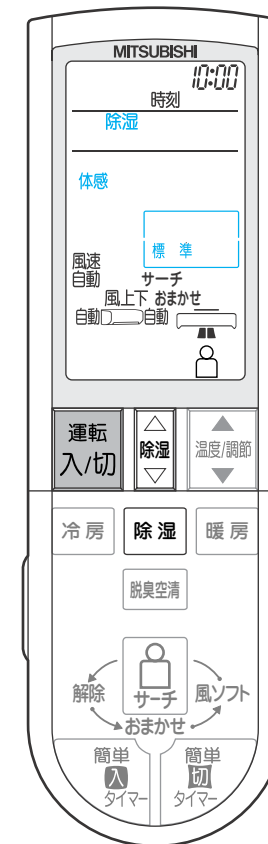 MITSUBISHI
10:00
時刻
除湿
体感
標 準
風速
自動
サーチ
風上下 おまかせ
自動 自動
運転
入/切
除湿
温度/調節
冷房 除湿 暖房
脱臭空清
解除 サーチ 風ソフト
おまかせ
簡単
入
タイマー
簡単
切
タイマー